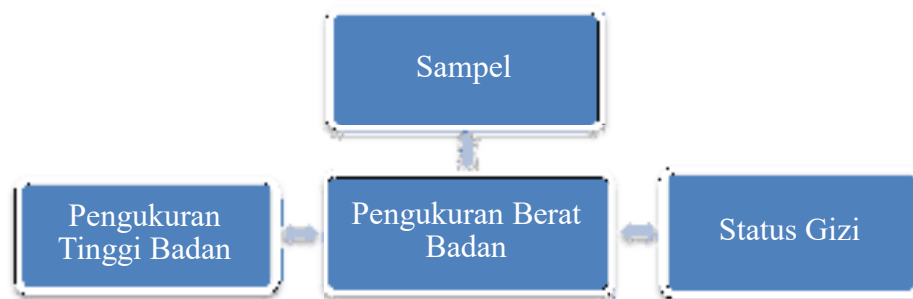 Sampel
Pengukuran
Tinggi Badan
Pengukuran Berat
Badan
Status Gizi